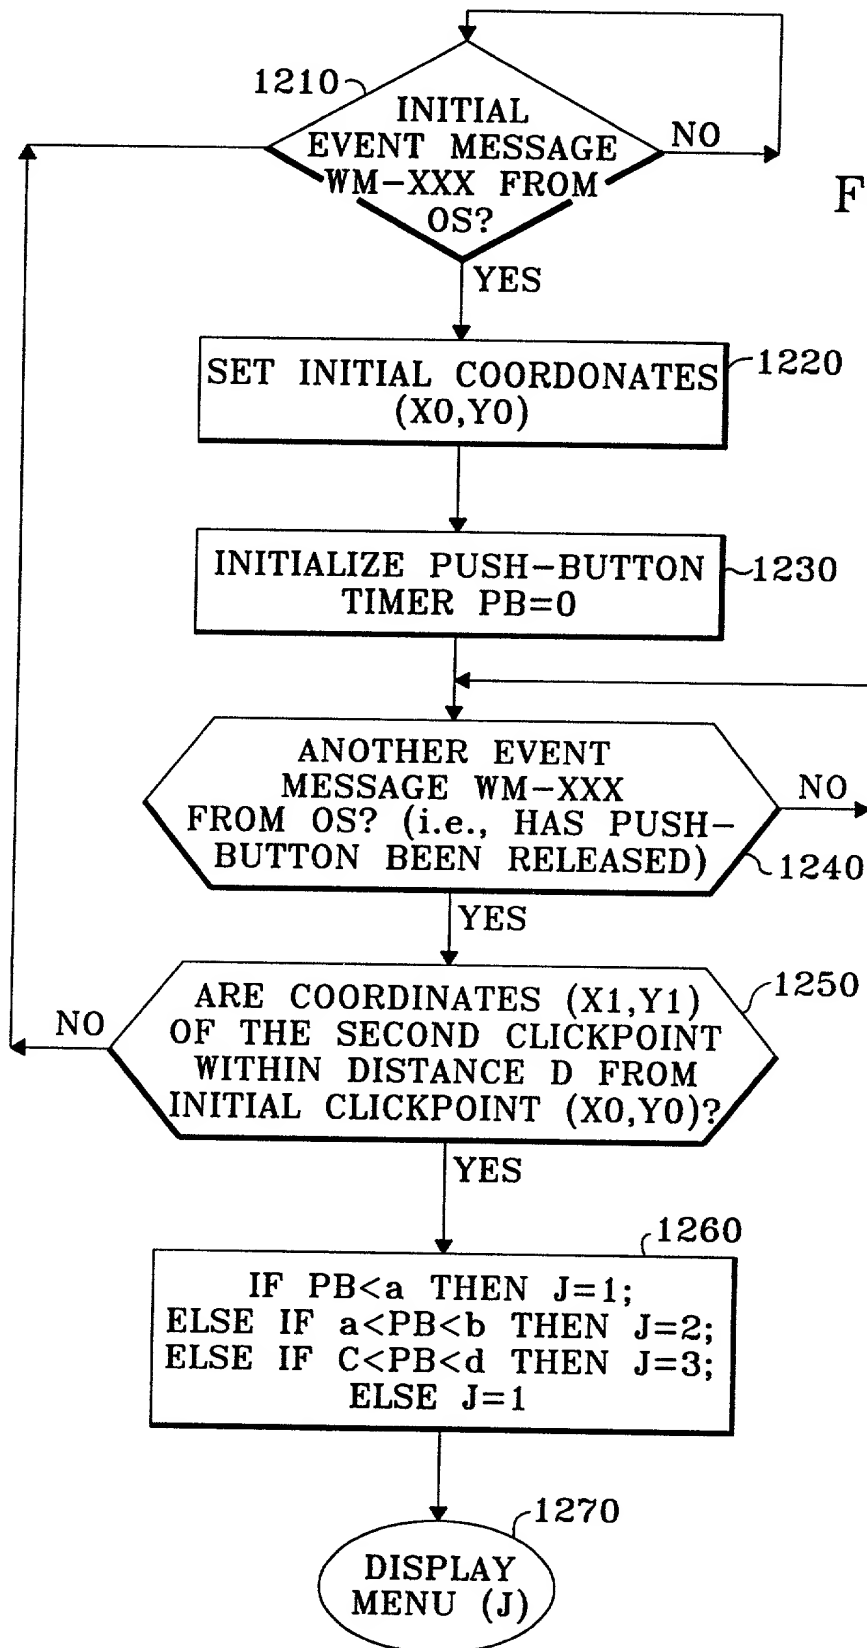 1210
INITIAL
EVENT MESSAGE
WM-XXX FROM
OS?
NO
F
YES
SET INITIAL COORDONATES
(X0,Y0)
1220
INITIALIZE PUSH-BUTTON
TIMER PB=0
1230
ANOTHER EVENT
MESSAGE WM-XXX
FROM OS? (i.e., HAS PUSH-
BUTTON BEEN RELEASED)
NO
1240
YES
ARE COORDINATES (X1,Y1)
OF THE SECOND CLICKPOINT
WITHIN DISTANCE D FROM
INITIAL CLICKPOINT (X0,Y0)?
1250
NO
YES
1260
IF PB<a THEN J=1;
ELSE IF a<PB<b THEN J=2;
ELSE IF C<PB<d THEN J=3;
ELSE J=1
1270
DISPLAY
MENU (J)